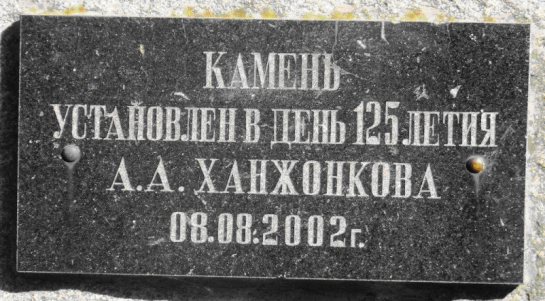 КАМЕНЬ
УСТАНОВЛЕН В ДЕНЬ 125 ЛЕТИЯ
А.А. ХАНЖОНКОВА
08.08.2002г.